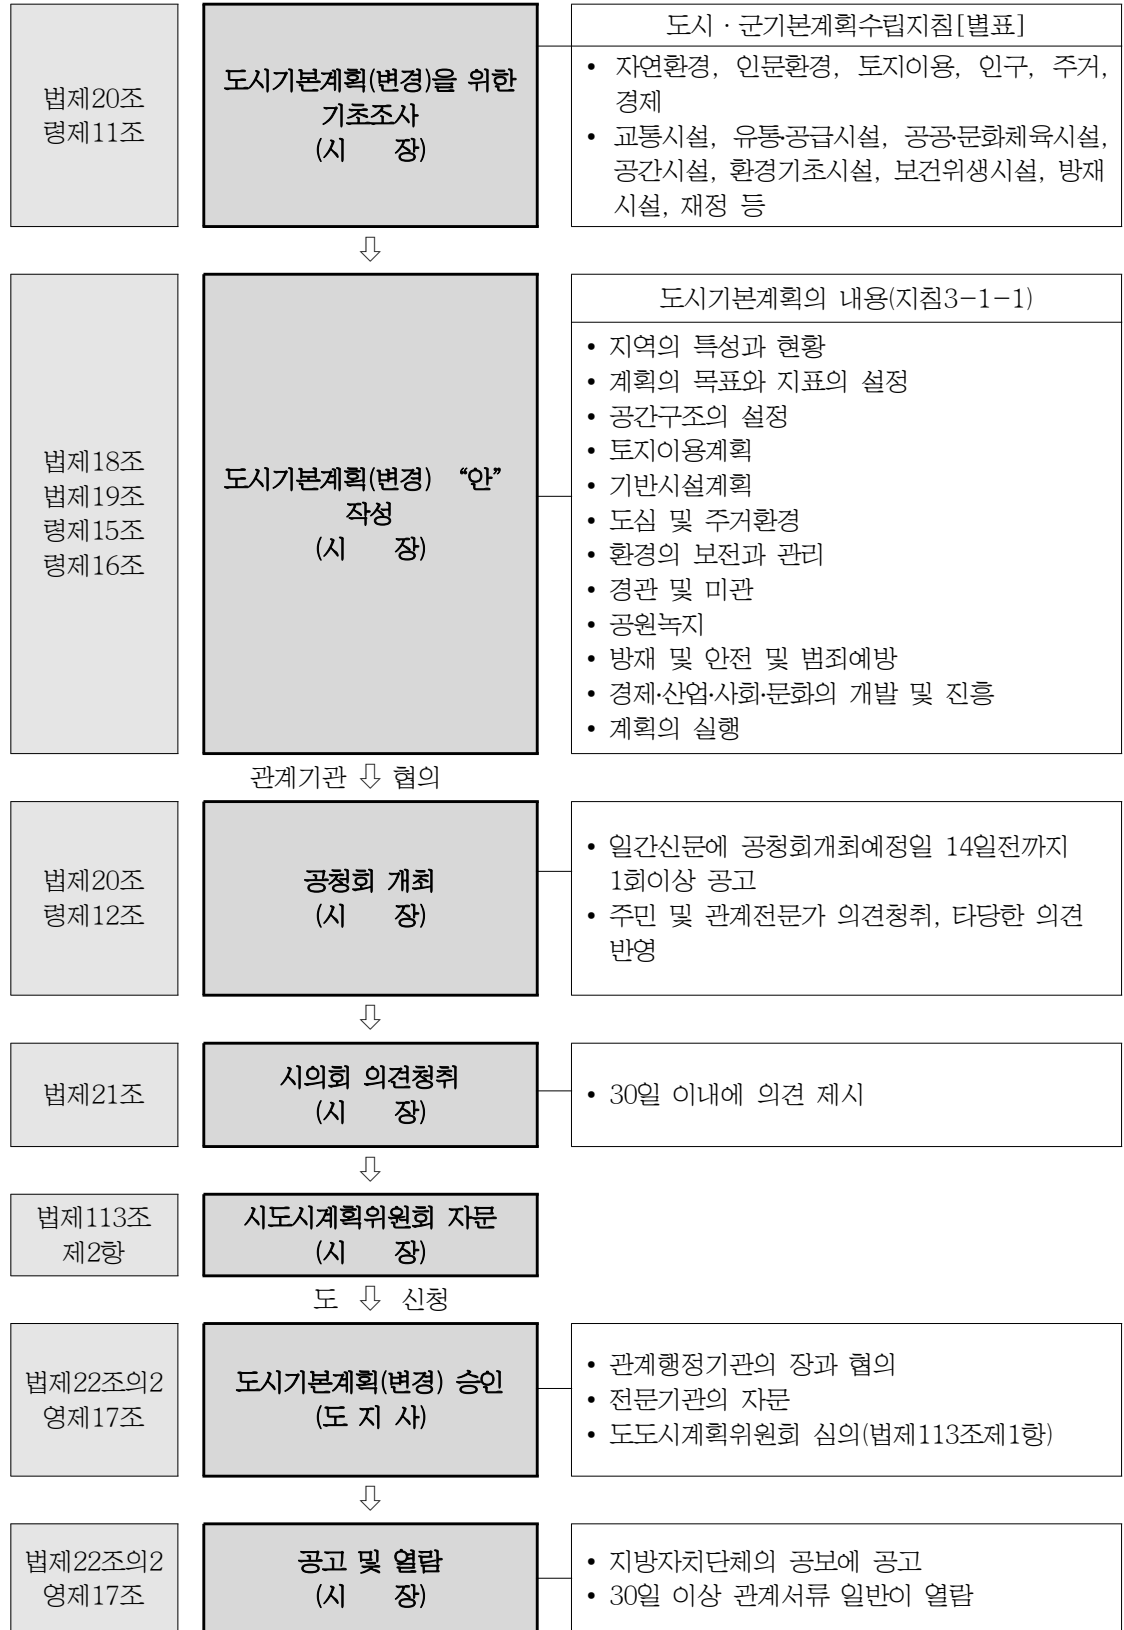 법제20조
령제11조
도시기본계획(변경)을 위한
기초조사
(시 장)
도시 · 군기본계획수립지침[별표]
• 자연환경, 인문환경, 토지이용, 인구, 주거,
경제
• 교통시설, 유통·공급시설, 공공·문화체육시설,
공간시설, 환경기초시설, 보건위생시설, 방재
시설, 재정 등
⇩
법제18조
법제19조
령제15조
령제16조
도시기본계획(변경) “안”
작성
(시 장)
도시기본계획의 내용(지침3-1-1)
• 지역의 특성과 현황
• 계획의 목표와 지표의 설정
• 공간구조의 설정
• 토지이용계획
• 기반시설계획
• 도심 및 주거환경
• 환경의 보전과 관리
• 경관 및 미관
• 공원녹지
• 방재 및 안전 및 범죄예방
• 경제·산업·사회·문화의 개발 및 진흥
• 계획의 실행
관계기관 ⇩ 협의
법제20조
령제12조
공청회 개최
(시 장)
• 일간신문에 공청회개최예정일 14일전까지
1회이상 공고
• 주민 및 관계전문가 의견청취, 타당한 의견
반영
⇩
법제21조
시의회 의견청취
(시 장)
• 30일 이내에 의견 제시
⇩
법제113조
제2항
시도시계획위원회 자문
(시 장)
도 ⇩ 신청
법제22조의2
영제17조
도시기본계획(변경) 승인
(도 지 사)
• 관계행정기관의 장과 협의
• 전문기관의 자문
• 도도시계획위원회 심의(법제113조제1항)
⇩
법제22조의2
영제17조
공고 및 열람
(시 장)
• 지방자치단체의 공보에 공고
• 30일 이상 관계서류 일반이 열람